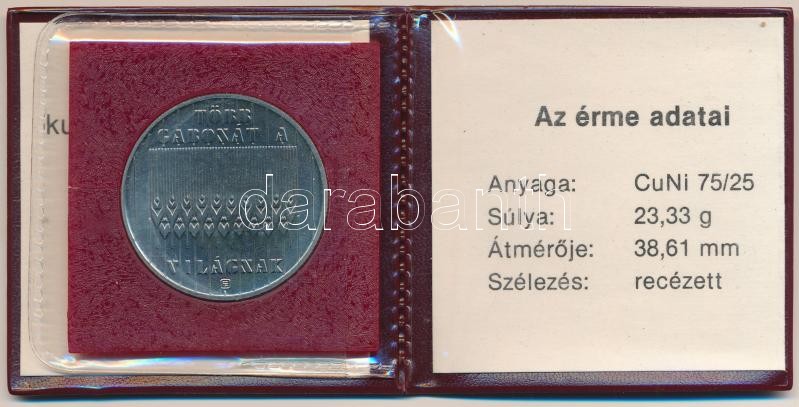 ku
TÖBB
GABONÁT A
VILÁGNAK
darabanth
Az érme adatai
Anyaga: CuNi 75/25
Súlya: 23,33 g
Átmérője: 38,61 mm
Szélezés: recézett